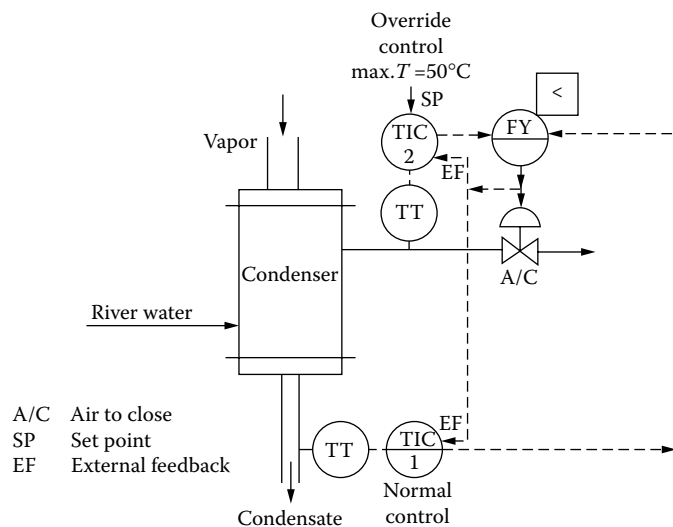 Override
control
max.T =50°C
SP
<
TIC
2
FY
Vapor
EF
TT
Condenser
A/C
River water
A/C Air to close
SP Set point
EF External feedback
EF
TT
TIC
1
Normal
control
Condensate